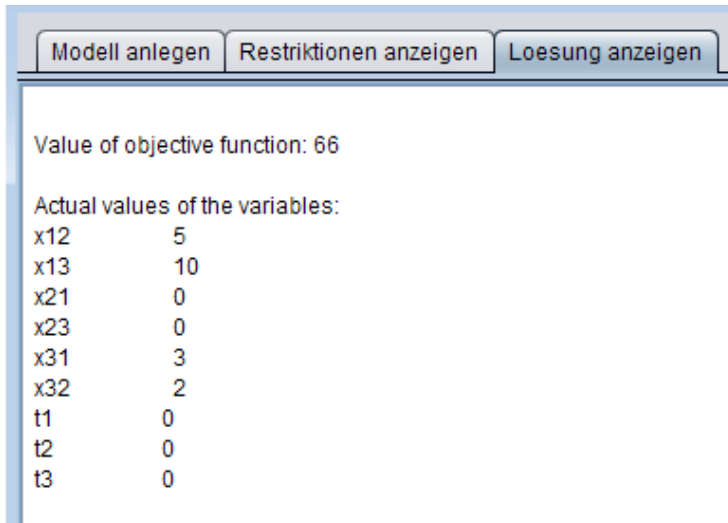 Modell anlegen Restriktionen anzeigen Loesung anzeigen
Value of objective function: 66
Actual values of the variables:
x12 5
x13 10
x21 0
x23 0
x31 3
x32 2
t1 0
t2 0
t3 0